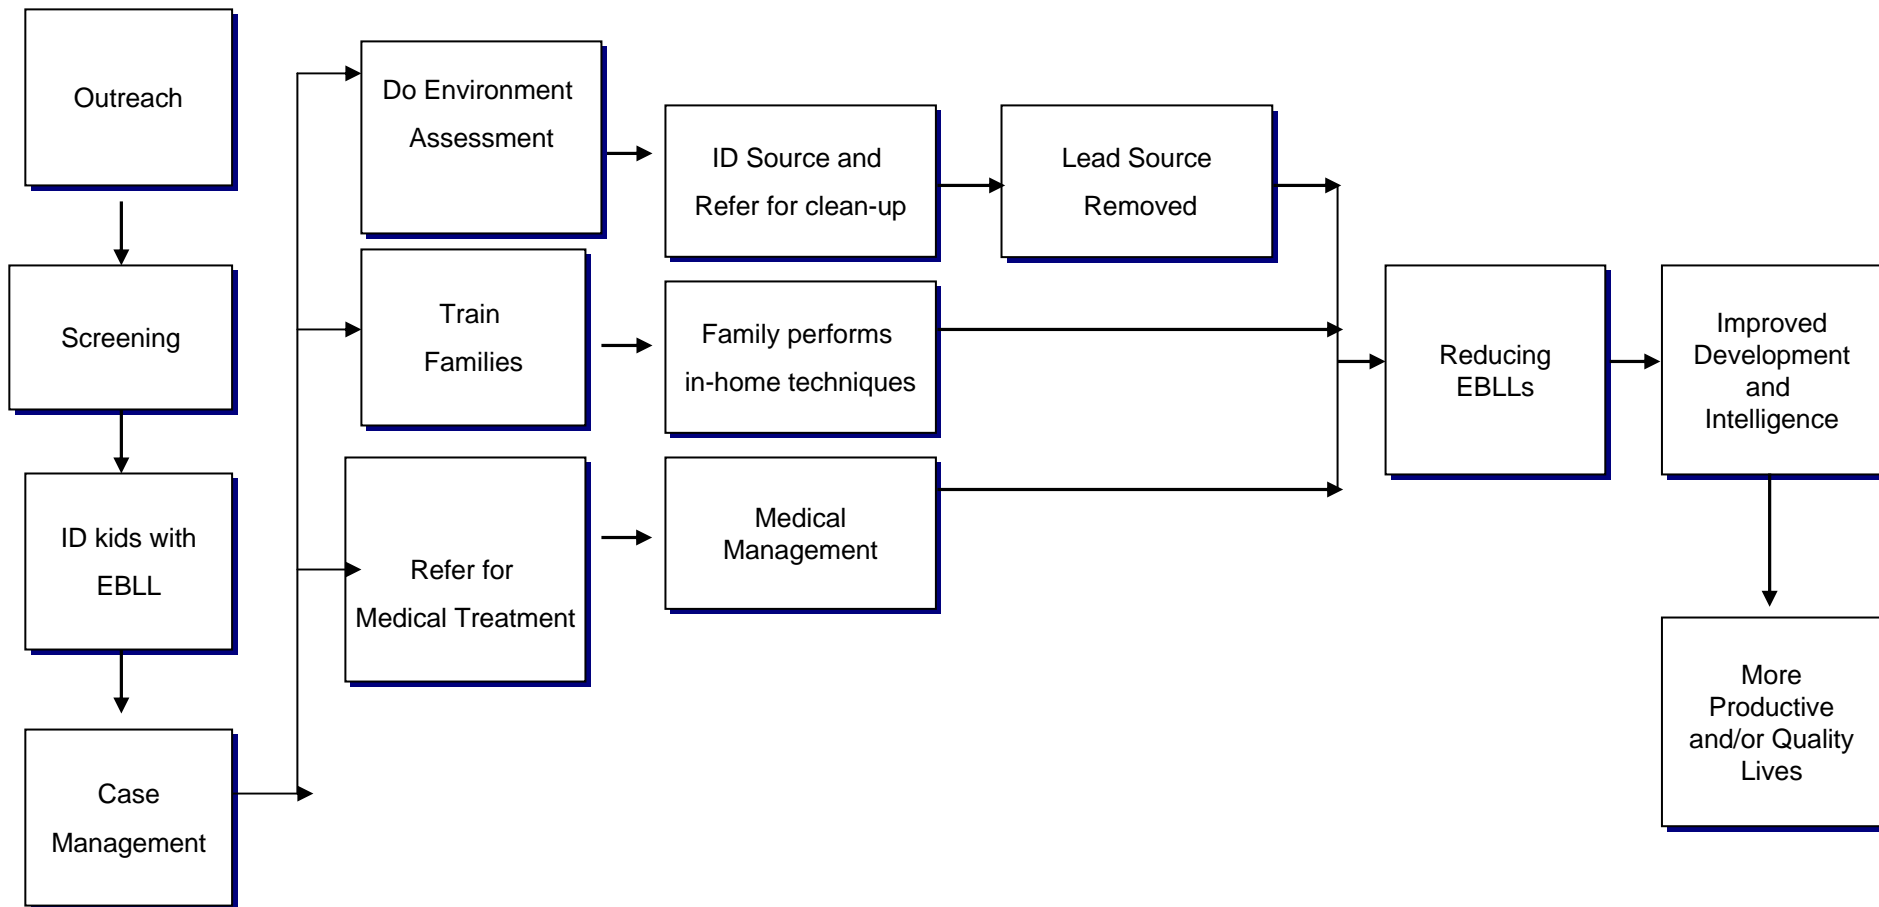 Outreach
Screening
ID kids with
EBLL
Case
Management
Do Environment
Assessment
Train
Families
Refer for
Medical Treatment
ID Source and
Refer for clean-up
Family performs
in-home techniques
Medical
Management
Lead Source
Removed
Reducing
EBLLs
Improved
Development
and
Intelligence
More
Productive
and/or Quality
Lives